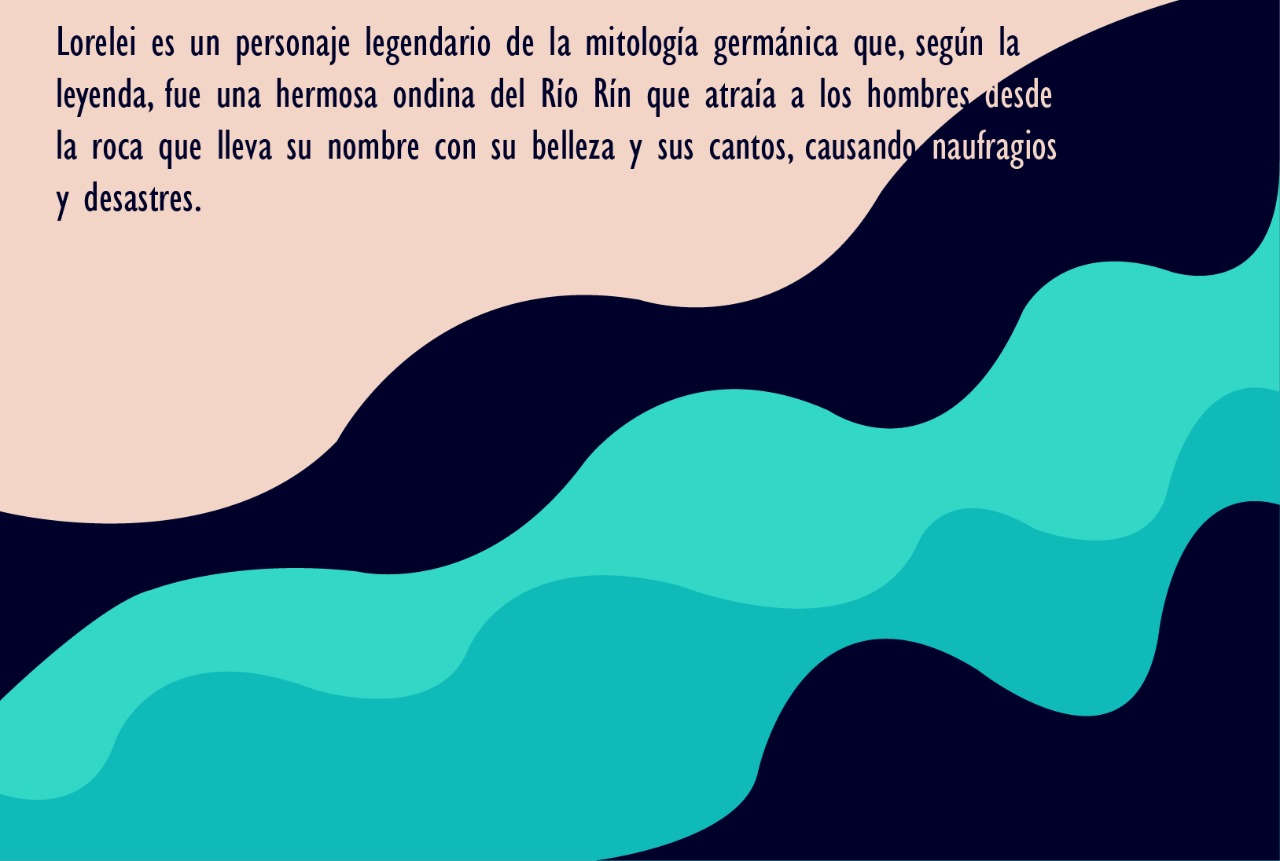 Lorelei es un personaje legendario de la mitología germánica que, según la
leyenda, fue una hermosa ondina del Río Rín que atraía a los hombres desde
la roca que lleva su nombre con su belleza y sus cantos, causando naufragios
y desastres.